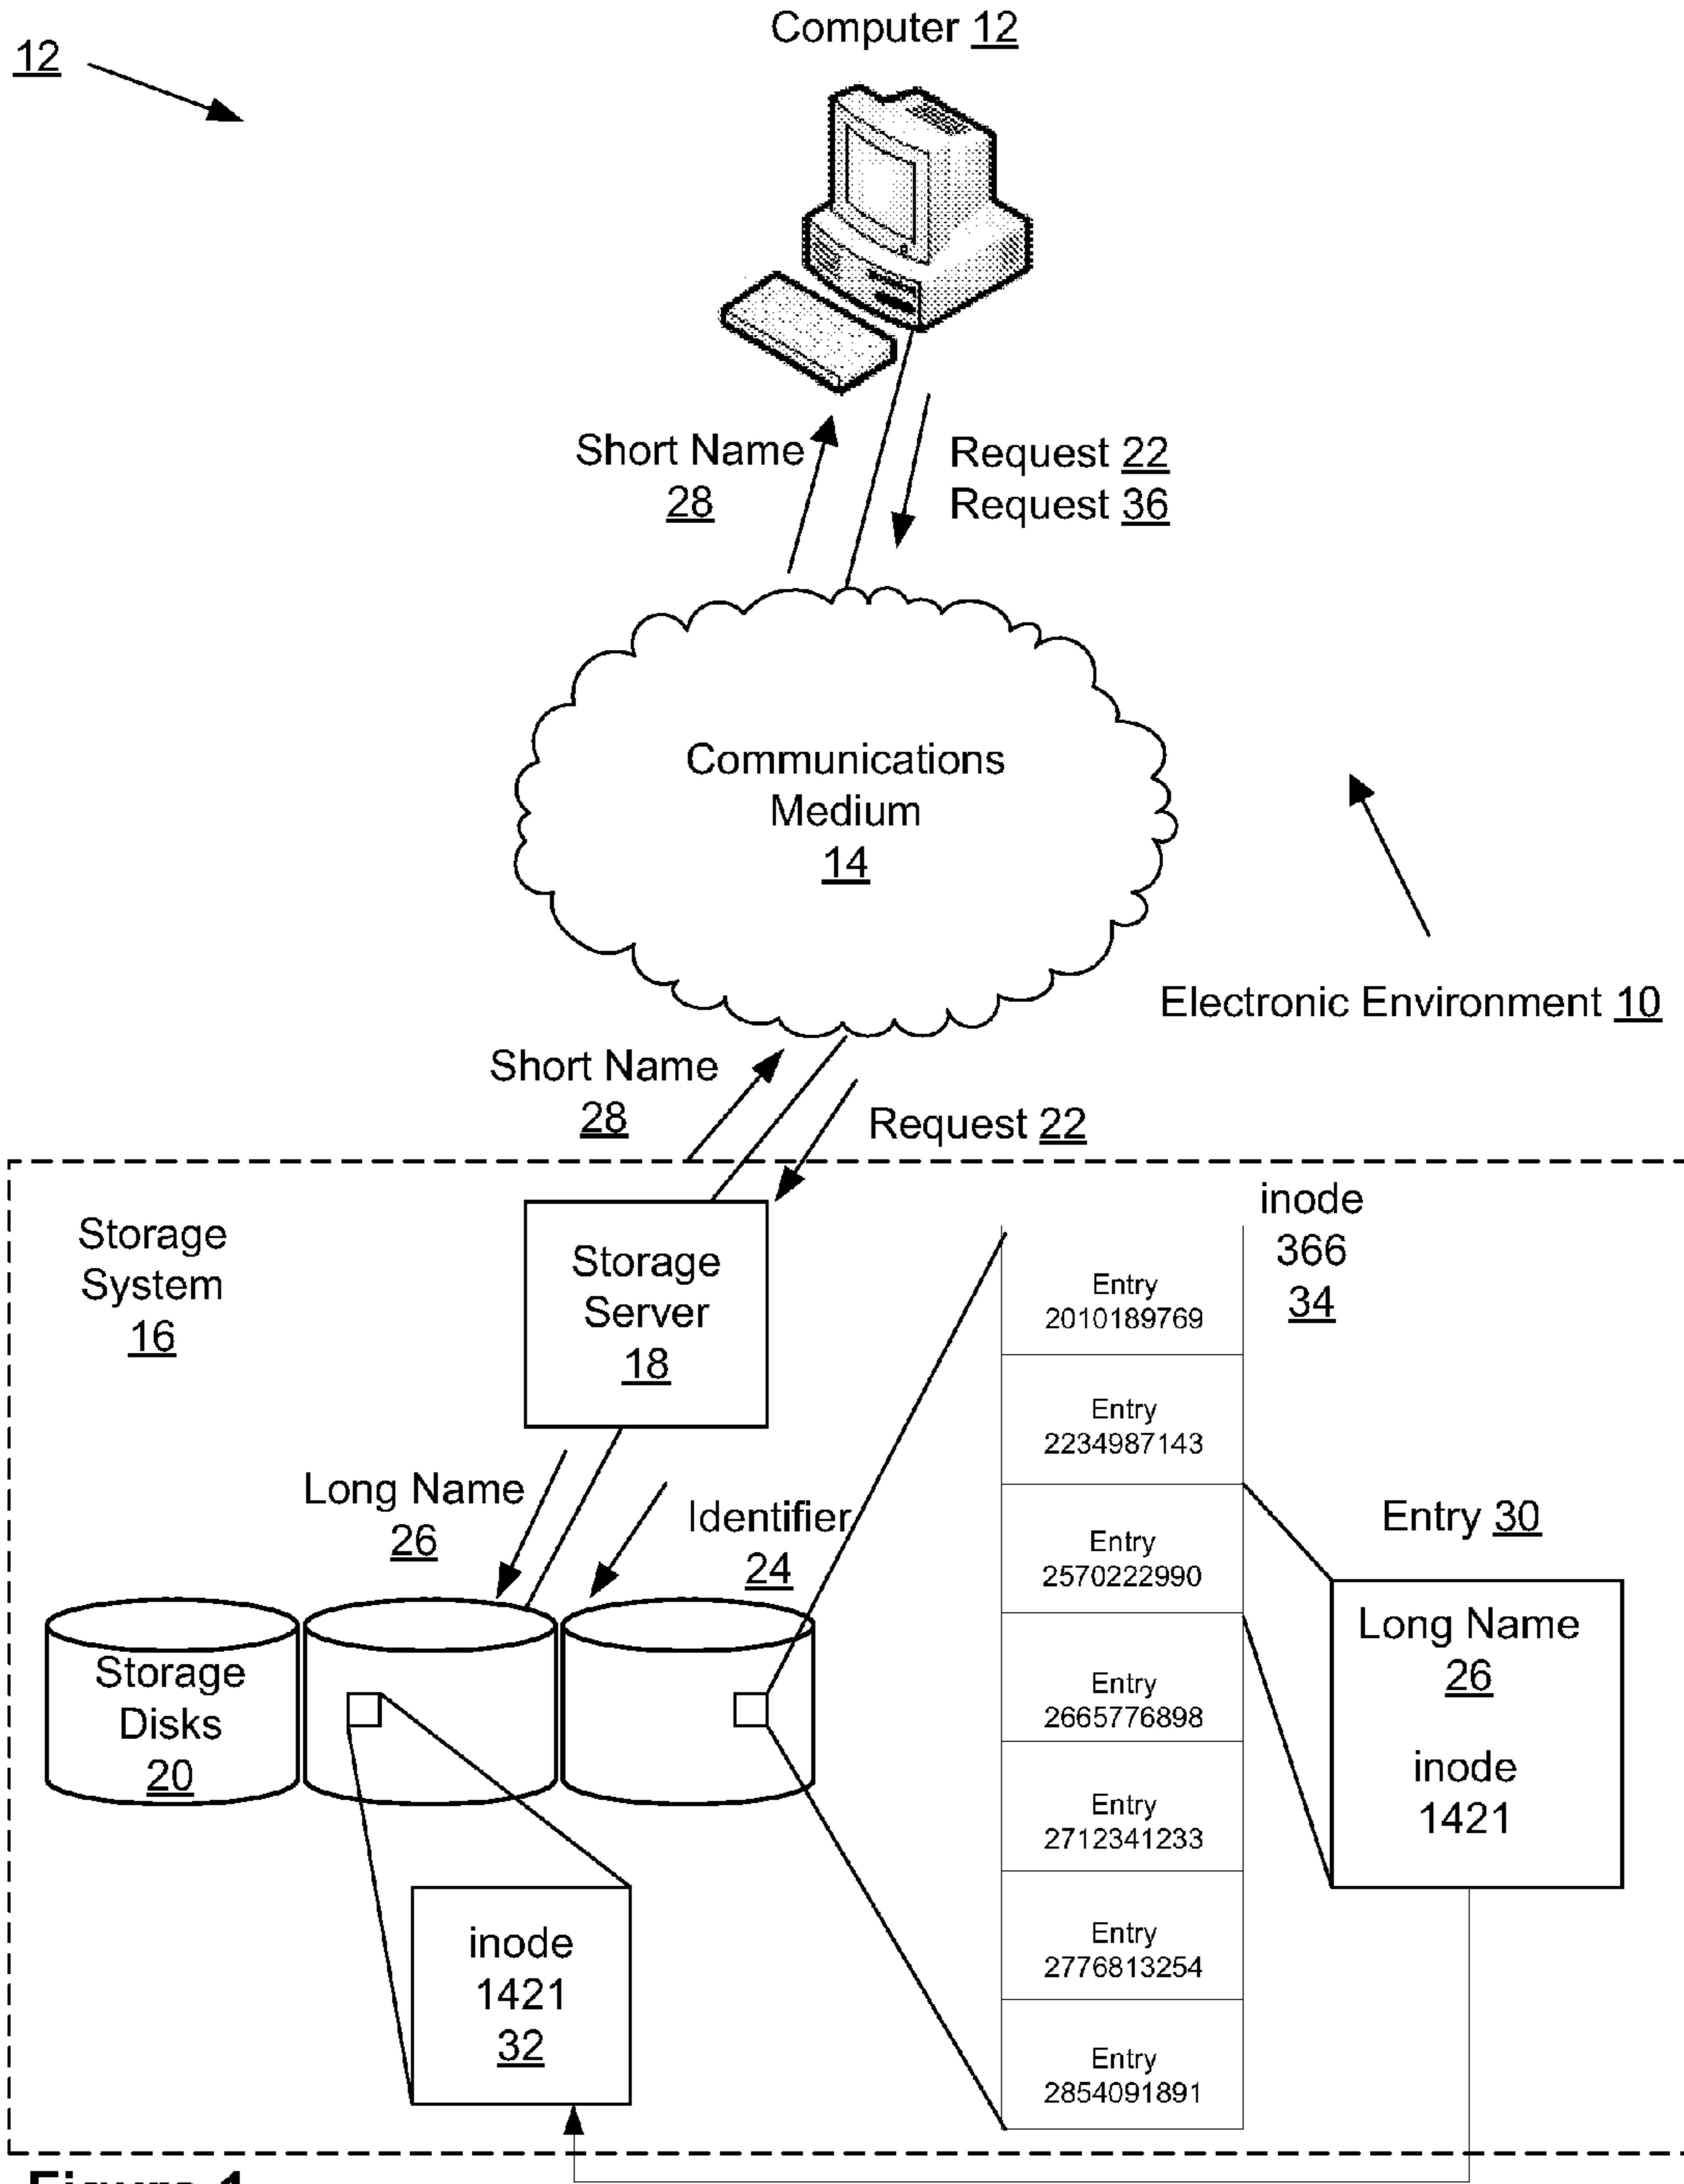 12
Computer 12
Short Name
28
Request 22
Request 36
Communications
Medium
14
Electronic Environment 10
Short Name
28
Request 22
Storage
System
16
Storage
Server
18
inode
366
34
Entry
2010189769
Entry
2234987143
Entry
2570222990
Entry
2665776898
Entry
2712341233
Entry
2776813254
Entry
2854091891
Long Name
26
Identifier
24
Entry 30
Long Name
26
inode
1421
Storage
Disks
20
inode
1421
32
Figure 1